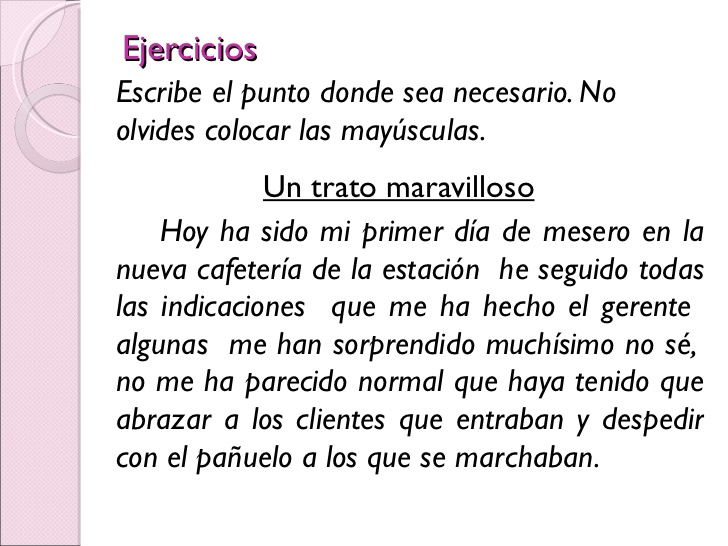 Ejercicios
Escribe el punto donde sea necesario. No
olvides colocar las mayúsculas.
Un trato maravilloso
Hoy ha sido mi primer día de mesero en la
nueva cafetería de la estación he seguido todas
las indicaciones que me ha hecho el gerente
algunas me han sorprendido muchísimo no sé,
no me ha parecido normal que haya tenido que
abrazar a los clientes que entraban y despedir
con el pañuelo a los que se marchaban.